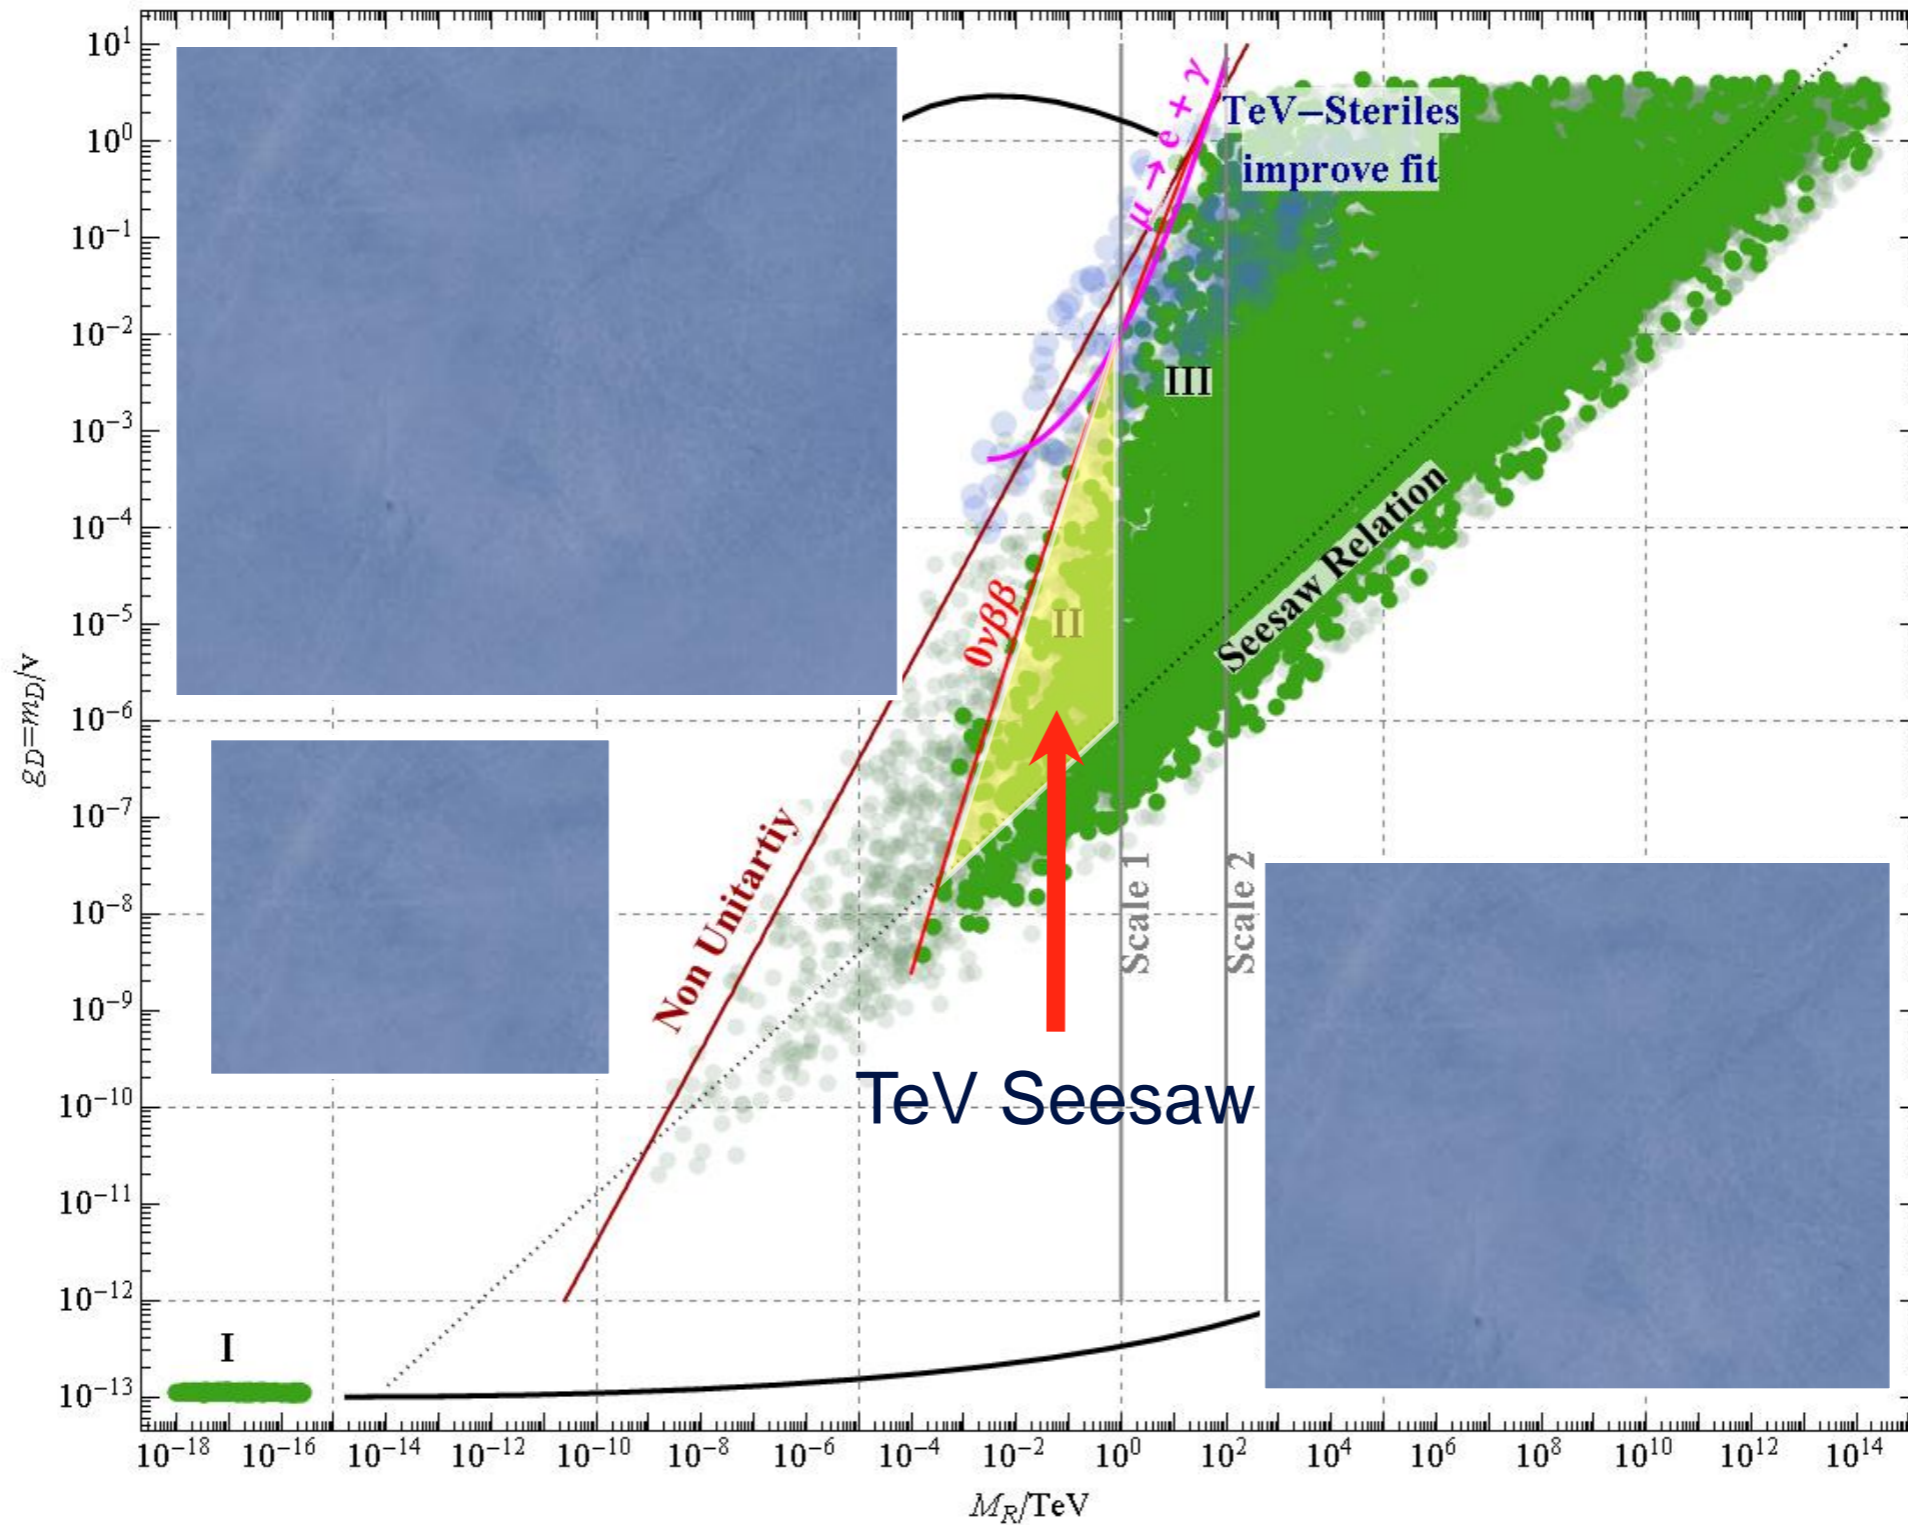 10^1
10^0
10^−1
10^−2
10^−3
10^−4
10^−5
10^−6
10^−7
10^−8
10^−9
10^−10
10^−11
10^−12
10^−13
g_D=m_D/v
μ → e + γ
TeV−Steriles
improve fit
III
II
0νββ
Seesaw Relation
Non Unitartiy
Scale 1
Scale 2
TeV Seesaw
I
10^−18 10^−16 10^−14 10^−12 10^−10 10^−8 10^−6 10^−4 10^−2 10^0 10^2 10^4 10^6 10^8 10^10 10^12 10^14
M_R/TeV